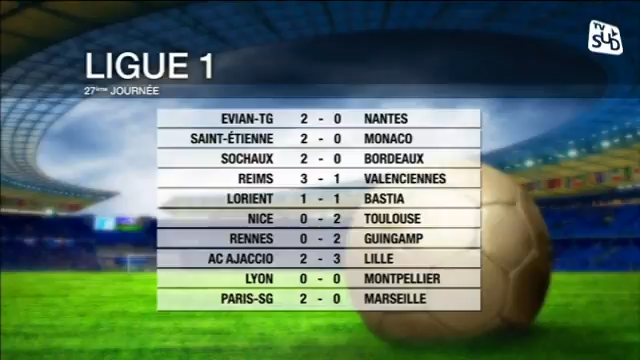 TV SUD
LIGUE 1
27ème JOURNÉE
EVIAN-TG 2 - 0 NANTES
SAINT-ÉTIENNE 2 - 0 MONACO
SOCHAUX 2 - 0 BORDEAUX
REIMS 3 - 1 VALENCIENNES
LORIENT 1 - 1 BASTIA
NICE 0 - 2 TOULOUSE
RENNES 0 - 2 GUINGAMP
AC AJACCIO 2 - 3 LILLE
LYON 0 - 0 MONTPELLIER
PARIS-SG 2 - 0 MARSEILLE